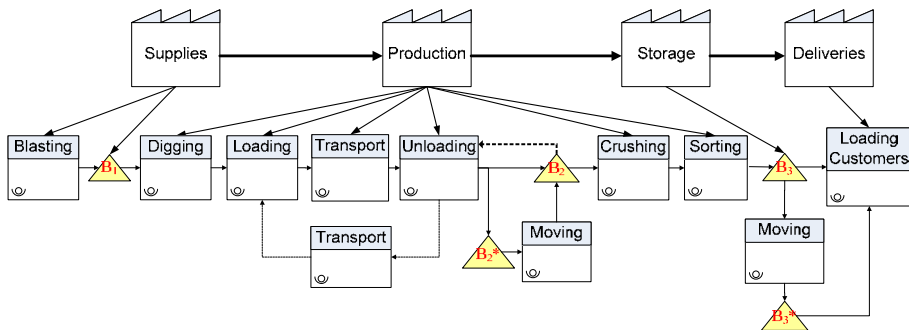 Supplies
Production
Storage
Deliveries
Blasting
B1
Digging
Loading
Transport
Unloading
B2
Crushing
Sorting
B3
Loading
Customers
Transport
B2*
Moving
Moving
B3*